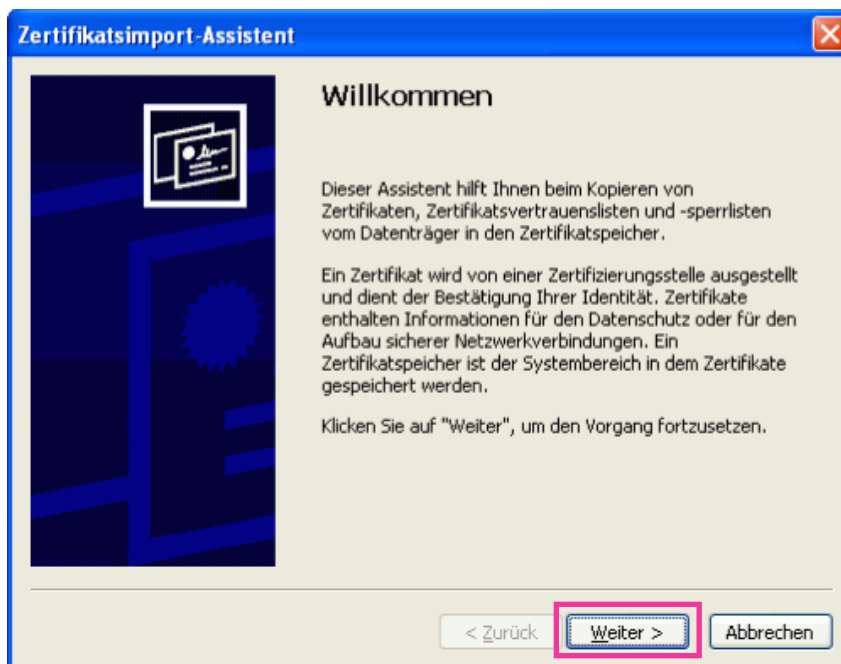 Zertifikatsimport-Assistent
Willkommen
Dieser Assistent hilft Ihnen beim Kopieren von
Zertifikaten, Zertifikatsvertrauenslisten und -sperrlisten
vom Datenträger in den Zertifikatspeicher.
Ein Zertifikat wird von einer Zertifizierungsstelle ausgestellt
und dient der Bestätigung Ihrer Identität. Zertifikate
enthalten Informationen für den Datenschutz oder für den
Aufbau sicherer Netzwerkverbindungen. Ein
Zertifikatspeicher ist der Systembereich in dem Zertifikate
gespeichert werden.
Klicken Sie auf "Weiter", um den Vorgang fortzusetzen.
< Zurück Weiter > Abbrechen